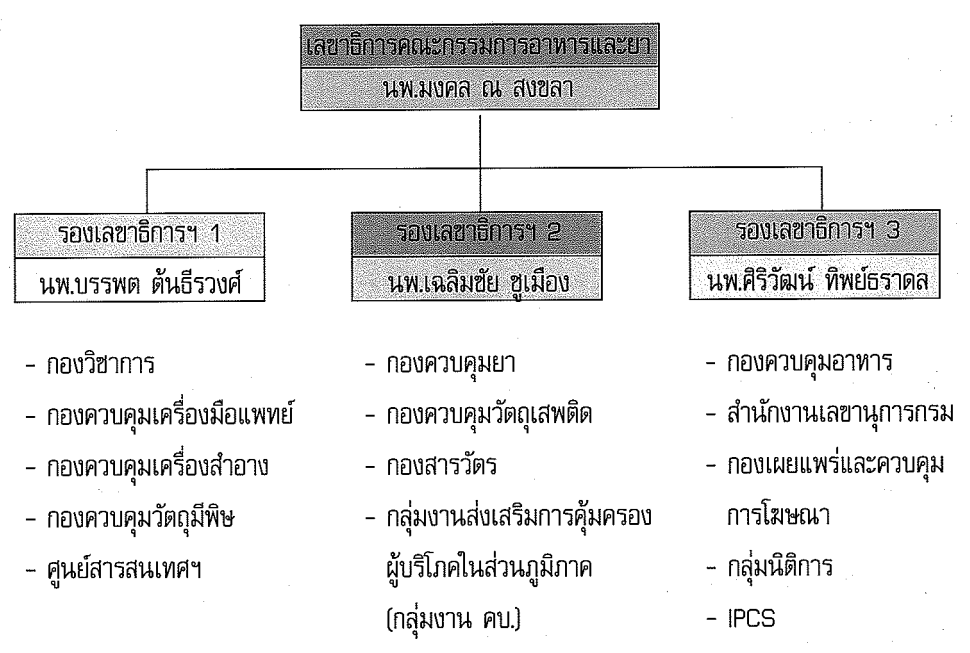 เลขาธิการคณะกรรมการอาหารและยา
นพ.มงคล ณ สงขลา
รองเลขาธิการฯ 1
นพ.บรรพต ต้นธีรวงศ์
- กองวิชาการ
- กองควบคุมเครื่องมือแพทย์
- กองควบคุมเครื่องสำอาง
- กองควบคุมวัตถุมีพิษ
- ศูนย์สารสนเทศฯ
รองเลขาธิการฯ 2
นพ.เฉลิมชัย ชูเมือง
- กองควบคุมยา
- กองควบคุมวัตถุเสพติด
- กองสารวัตร
- กลุ่มงานส่งเสริมการคุ้มครอง
ผู้บริโภคในส่วนภูมิภาค
(กลุ่มงาน คบ.)
รองเลขาธิการฯ 3
นพ.ศิริวัฒน์ ทิพย์ธราดล
- กองควบคุมอาหาร
- สำนักงานเลขานุการกรม
- กองเผยแพร่และควบคุม
การโฆษณา
- กลุ่มนิติการ
- IPCS